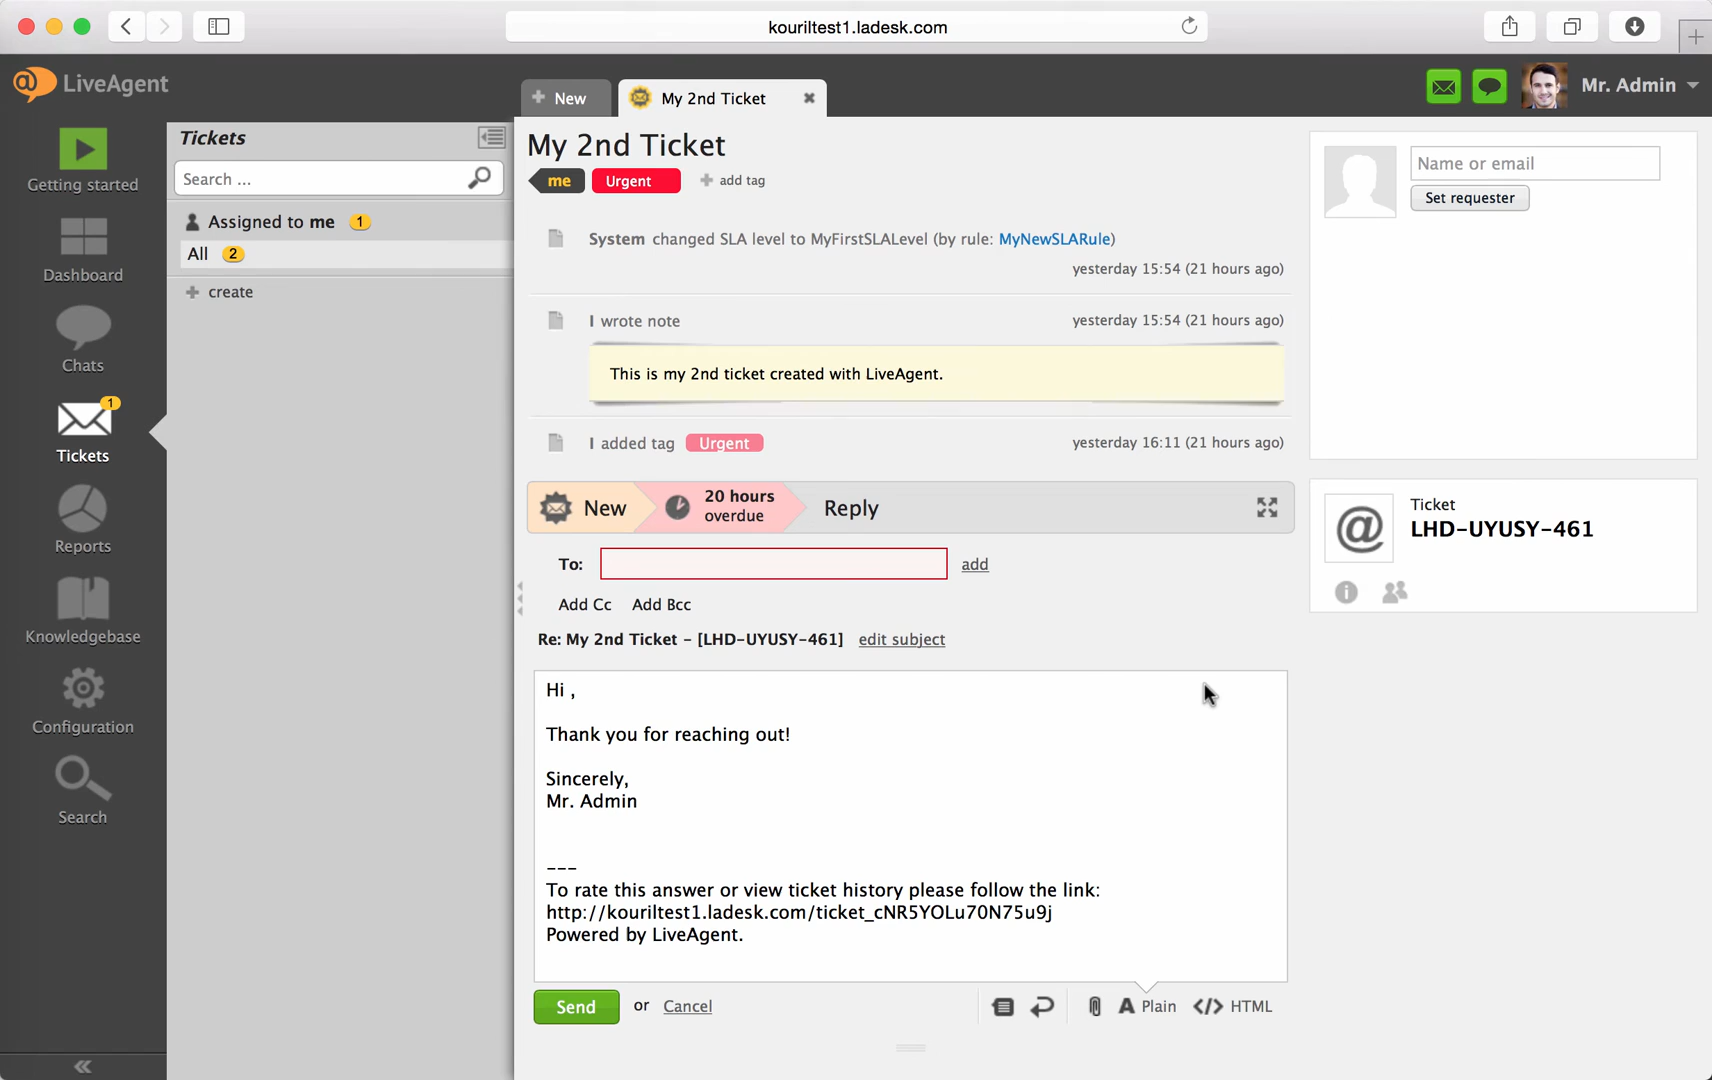 kouriltest1.ladesk.com
LiveAgent
New
My 2nd Ticket
Mr. Admin
Getting started
Dashboard
Chats
1
Tickets
Reports
Knowledgebase
Configuration
Search
Tickets
Search ...
Assigned to me 1
All 2
create
My 2nd Ticket
me Urgent add tag
System changed SLA level to MyFirstSLALevel (by rule: MyNewSLARule)
yesterday 15:54 (21 hours ago)
I wrote note yesterday 15:54 (21 hours ago)
This is my 2nd ticket created with LiveAgent.
I added tag Urgent yesterday 16:11 (21 hours ago)
New 20 hours overdue Reply
To: add
Add Cc Add Bcc
Re: My 2nd Ticket - [LHD-UYUSY-461] edit subject
Hi ,
Thank you for reaching out!
Sincerely,
Mr. Admin
---
To rate this answer or view ticket history please follow the link:
http://kouriltest1.ladesk.com/ticket_cNR5YOLu70N75u9j
Powered by LiveAgent.
Send or Cancel
A Plain </> HTML
Name or email
Set requester
Ticket
LHD-UYUSY-461